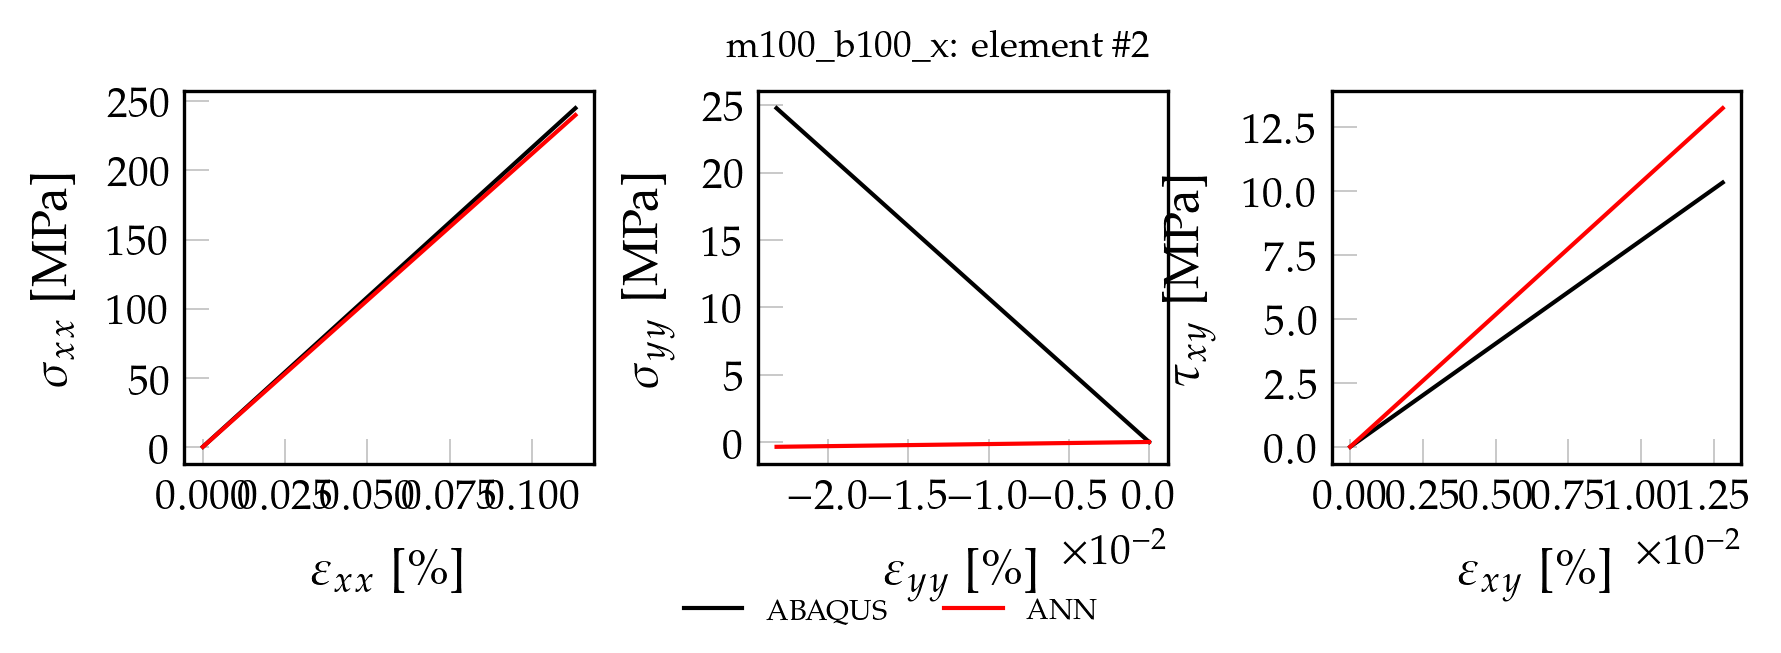 m100_b100_x: element #2
σxx [MPa]
250
200
150
100
50
0
0.000 0.025 0.050 0.075 0.100
εxx [%]
σyy [MPa]
25
20
15
10
5
0
−2.0 −1.5 −1.0 −0.5 0.0
×10−2
εyy [%]
τxy [MPa]
12.5
10.0
7.5
5.0
2.5
0.0
0.00 0.25 0.50 0.75 1.00 1.25
×10−2
εxy [%]
ABAQUS ANN